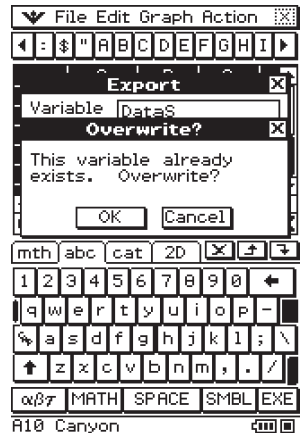 File Edit Graph Action
: $ " A B C D E F G H I
Export
Variable DataS
Overwrite?
This variable already
exists. Overwrite?
OK Cancel
mth abc cat 2D
1 2 3 4 5 6 7 8 9 0
q w e r t y u i o p -
a s d f g h j k l ; \
z x c v b n m , . /
αβγ MATH SPACE SMBL EXE
A10 Canyon